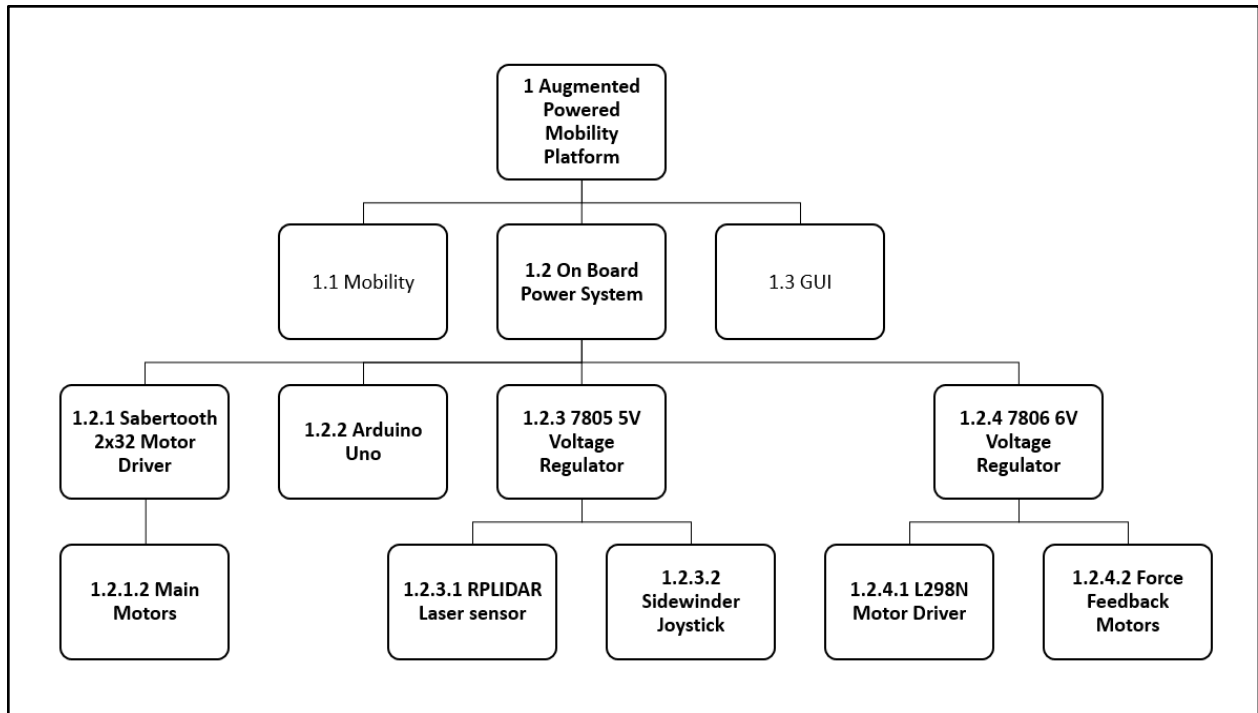 1 Augmented
Powered
Mobility
Platform
1.1 Mobility
1.2 On Board
Power System
1.3 GUI
1.2.1 Sabertooth
2x32 Motor
Driver
1.2.2 Arduino
Uno
1.2.3 7805 5V
Voltage
Regulator
1.2.4 7806 6V
Voltage
Regulator
1.2.1.2 Main
Motors
1.2.3.1 RPLIDAR
Laser sensor
1.2.3.2
Sidewinder
Joystick
1.2.4.1 L298N
Motor Driver
1.2.4.2 Force
Feedback
Motors